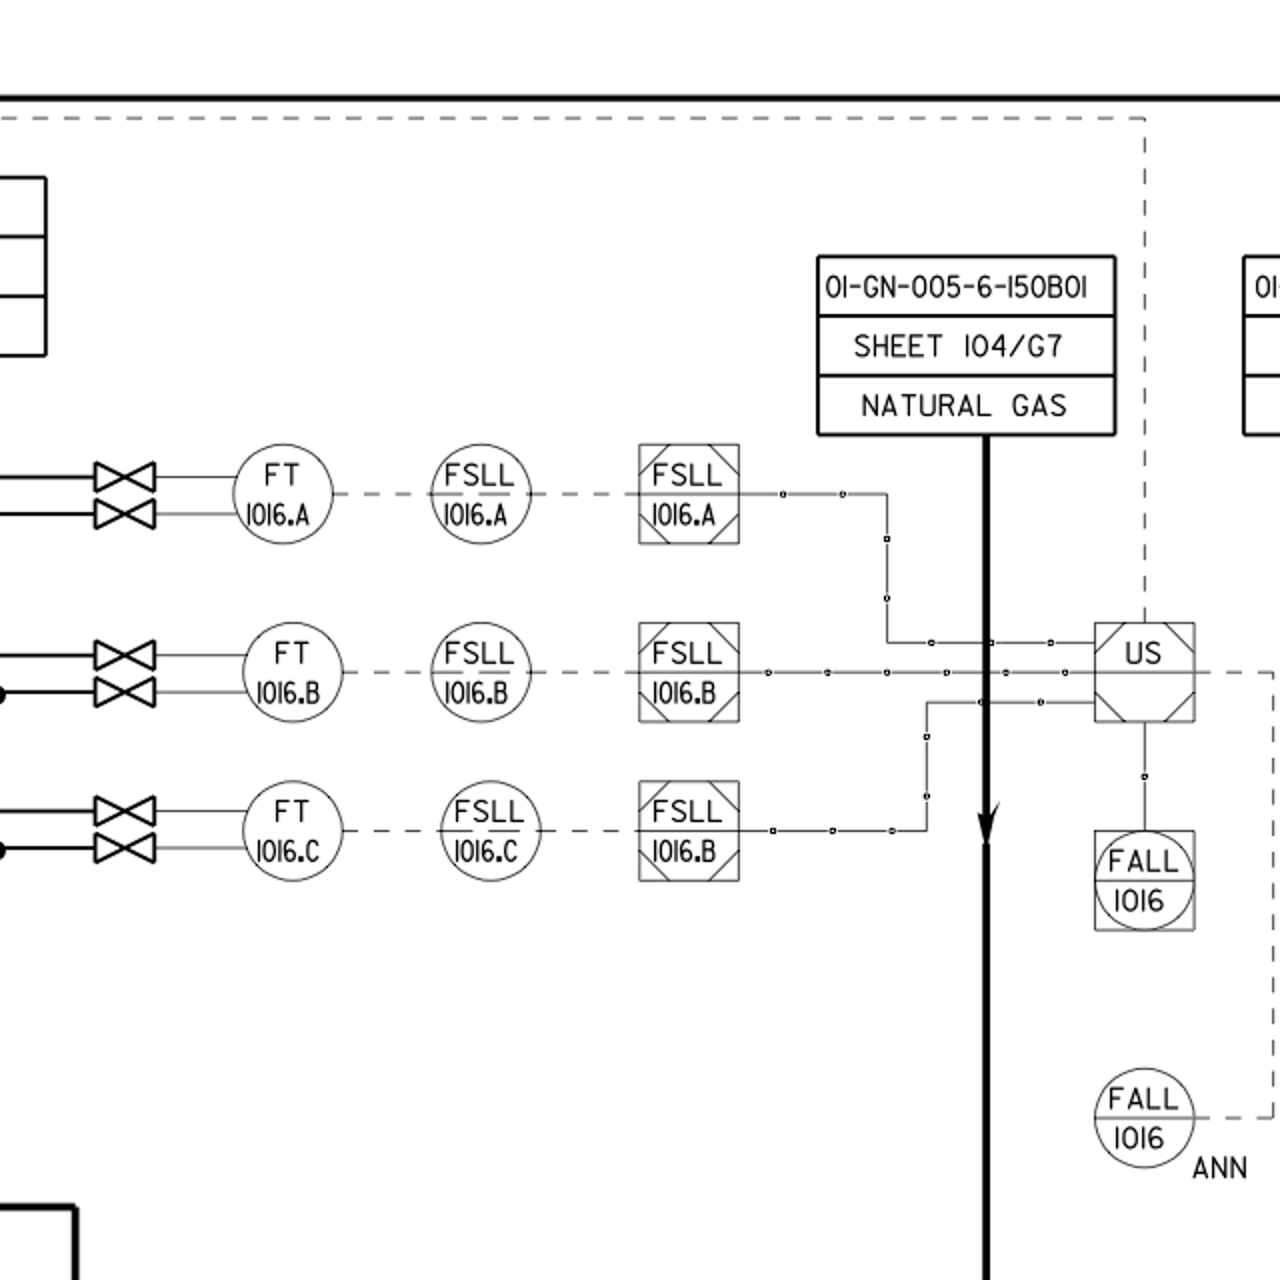 01-GN-005-6-150B01
01-
SHEET 104/G7
NATURAL GAS
FT
1016.A
FSLL
1016.A
FSLL
1016.A
FT
1016.B
FSLL
1016.B
FSLL
1016.B
US
FT
1016.C
FSLL
1016.C
FSLL
1016.B
FALL
1016
FALL
1016
ANN